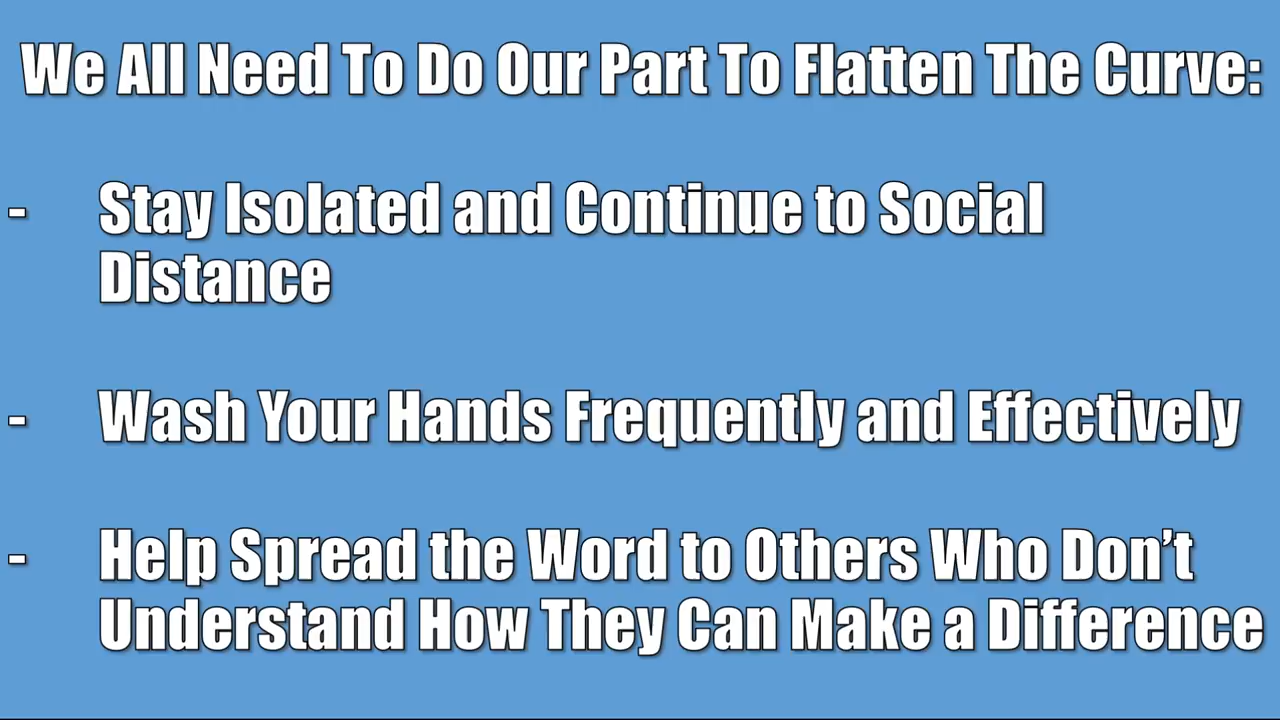 We All Need To Do Our Part To Flatten The Curve:
- Stay Isolated and Continue to Social
Distance
- Wash Your Hands Frequently and Effectively
- Help Spread the Word to Others Who Don’t
Understand How They Can Make a Difference